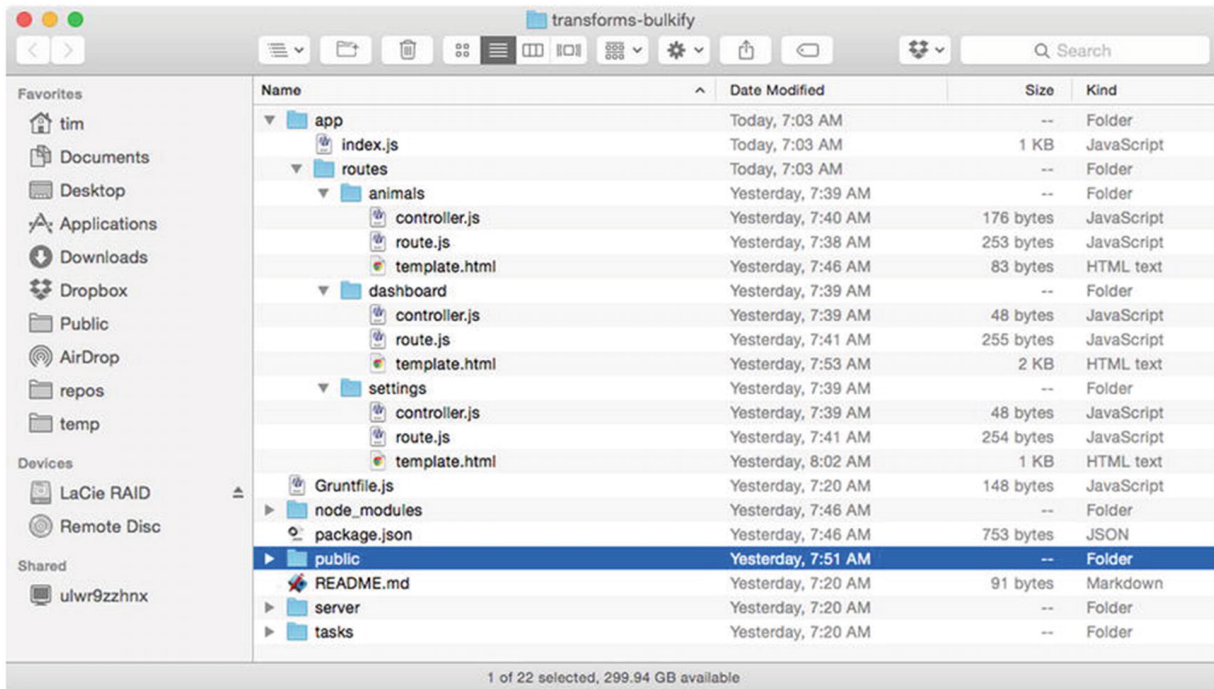 transforms-bulkify
Search
Favorites
tim
Documents
Desktop
Applications
Downloads
Dropbox
Public
AirDrop
repos
temp
Devices
LaCie RAID
Remote Disc
Shared
ulwr9zzhnx
Name Date Modified Size Kind
app Today, 7:03 AM -- Folder
index.js Today, 7:03 AM 1 KB JavaScript
routes Today, 7:03 AM -- Folder
animals Yesterday, 7:39 AM -- Folder
controller.js Yesterday, 7:40 AM 176 bytes JavaScript
route.js Yesterday, 7:38 AM 253 bytes JavaScript
template.html Yesterday, 7:46 AM 83 bytes HTML text
dashboard Yesterday, 7:39 AM -- Folder
controller.js Yesterday, 7:39 AM 48 bytes JavaScript
route.js Yesterday, 7:41 AM 255 bytes JavaScript
template.html Yesterday, 7:53 AM 2 KB HTML text
settings Yesterday, 7:39 AM -- Folder
controller.js Yesterday, 7:39 AM 48 bytes JavaScript
route.js Yesterday, 7:41 AM 254 bytes JavaScript
template.html Yesterday, 8:02 AM 1 KB HTML text
Gruntfile.js Yesterday, 7:20 AM 148 bytes JavaScript
node_modules Yesterday, 7:46 AM -- Folder
package.json Yesterday, 7:46 AM 753 bytes JSON
public Yesterday, 7:51 AM -- Folder
README.md Yesterday, 7:20 AM 91 bytes Markdown
server Yesterday, 7:20 AM -- Folder
tasks Yesterday, 7:20 AM -- Folder
1 of 22 selected, 299.94 GB available